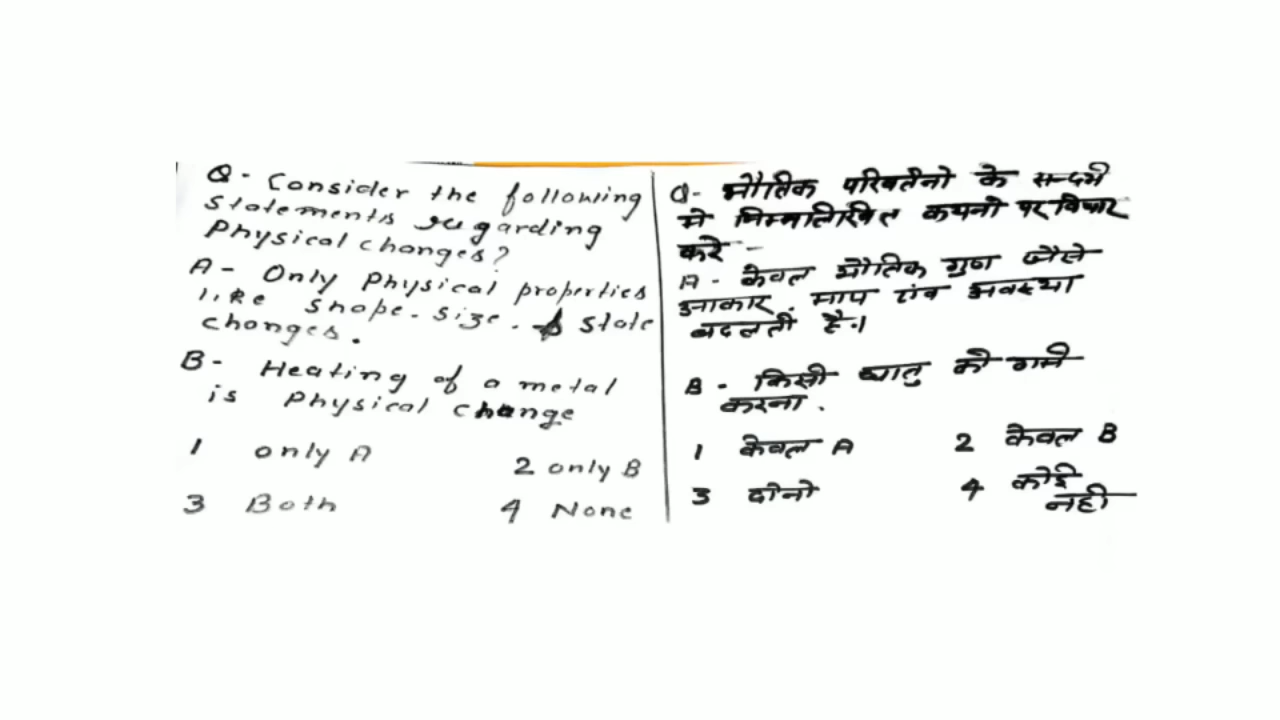 Q - Consider the following
statements regarding
Physical changes?
A - Only Physical properties
like shape. size. & state
changes.
B - Heating of a metal
is Physical change
1 only A
2 only B
3 Both
4 None
Q - भौतिक परिवर्तनो के सन्दर्भ
मे निम्नलिखित कथनो पर विचार
करे -
A - केवल भौतिक गुण जैसे
आकार. माप एंव अवस्था
बदलती है।
B - किसी धातु को गर्म
करना .
1 केवल A
2 केवल B
3 दोनो
4 कोई
नही